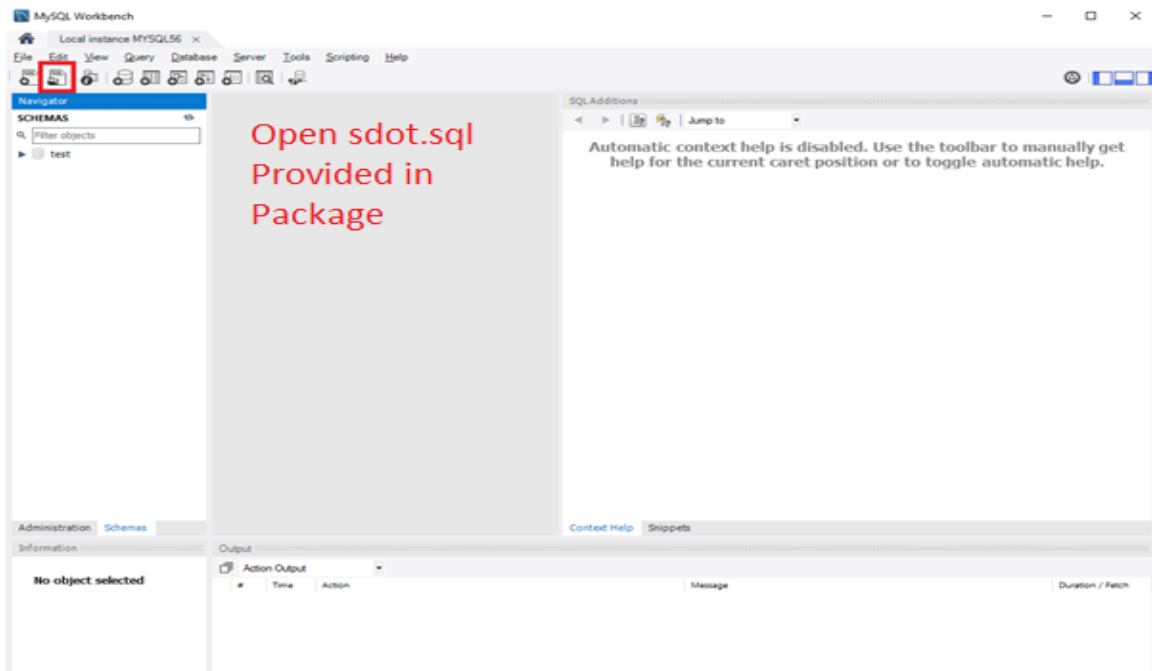 MySQL Workbench
Local instance MYSQL56 ×
File Edit View Query Database Server Tools Scripting Help
Navigator
SCHEMAS
Filter objects
test
Open sdot.sql
Provided in
Package
SQLAdditions
Jump to
Automatic context help is disabled. Use the toolbar to manually get
help for the current caret position or to toggle automatic help.
Administration Schemas
Context Help Snippets
Information
No object selected
Output
Action Output
# Time Action Message Duration / Fetch